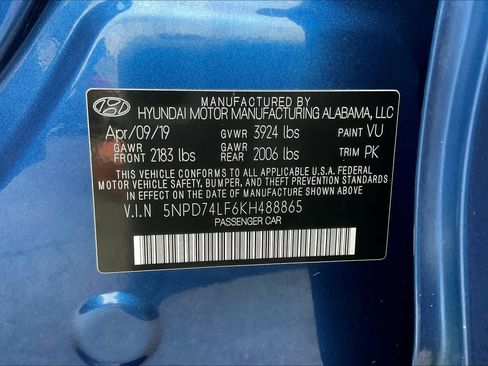 MANUFACTURED BY
HYUNDAI MOTOR MANUFACTURING ALABAMA, LLC
Apr/09/19 GVWR 3924 lbs PAINT VU
GAWR FRONT 2183 lbs GAWR REAR 2006 lbs TRIM PK
THIS VEHICLE CONFORMS TO ALL APPLICABLE U.S. FEDERAL
MOTOR VEHICLE SAFETY, BUMPER, AND THEFT PREVENTION STANDARDS
IN EFFECT ON THE DATE OF MANUFACTURE SHOWN ABOVE.
V.I.N 5NPD74LF6KH488865
PASSENGER CAR